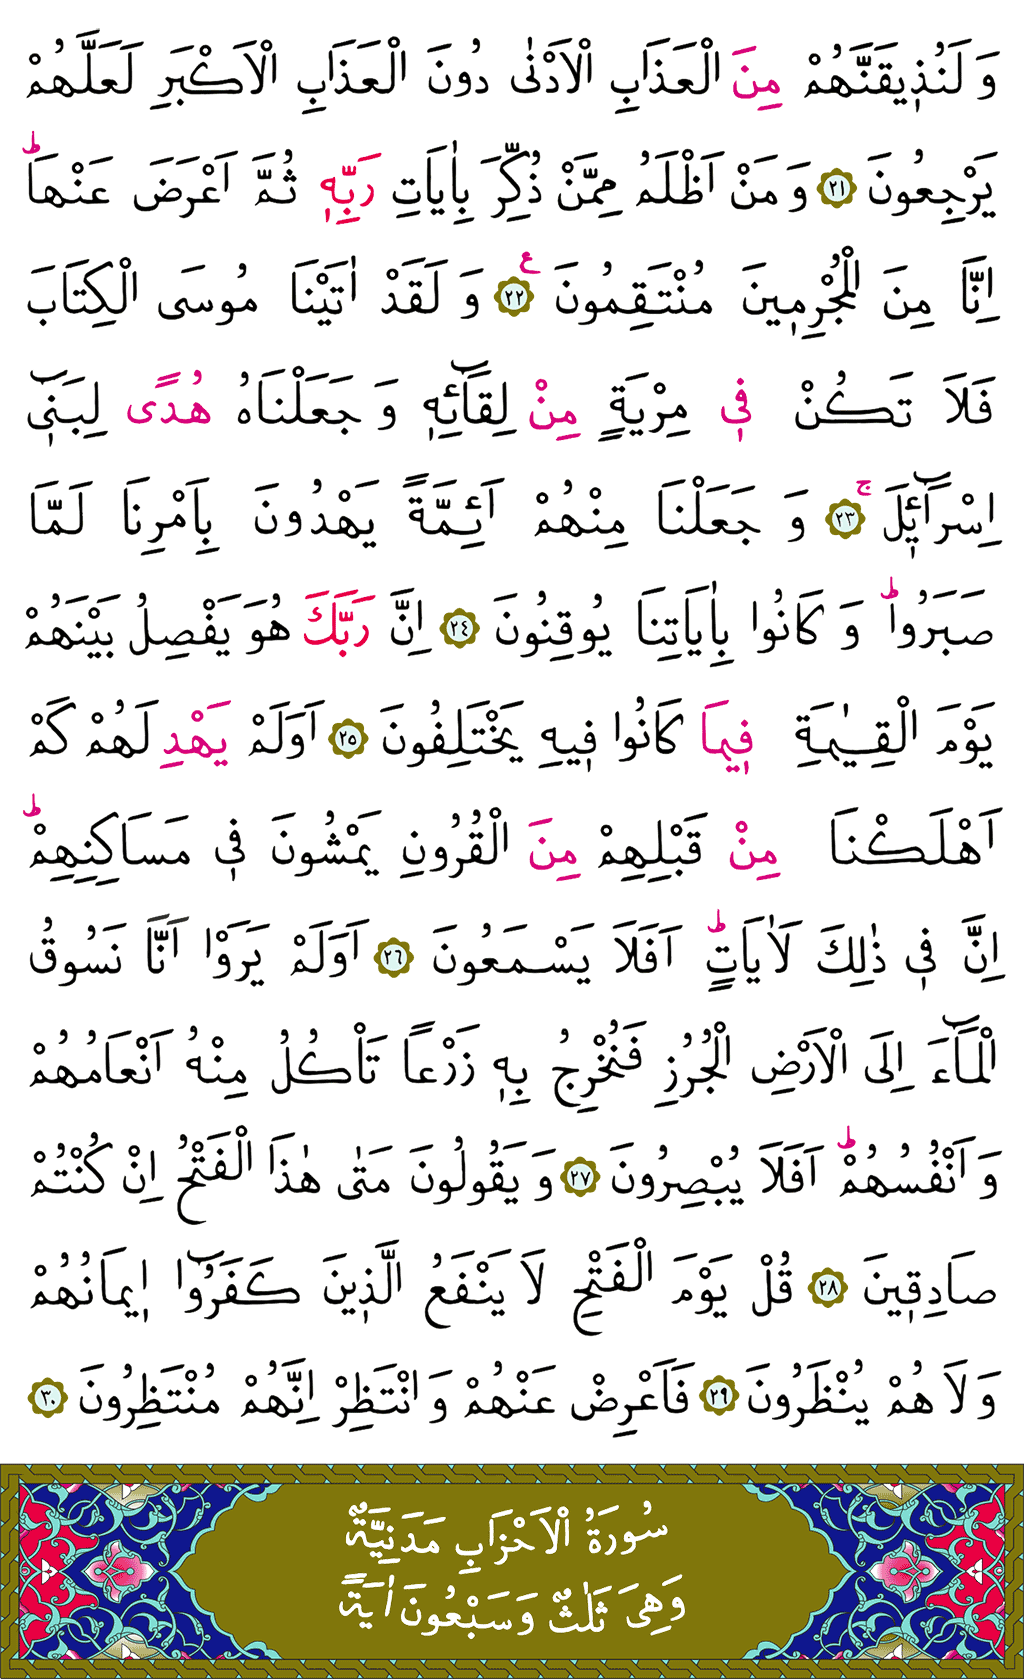 وَ لَنُذٖيقَنَّهُمْ مِنَ الْعَذَابِ الْاَدْنٰى دُونَ الْعَذَابِ الْاَكْبَرِ لَعَلَّهُمْ
يَرْجِعُونَ ﴿٢١﴾ وَ مَنْ اَظْلَمُ مِمَّنْ ذُكِّرَ بِاٰيَاتِ رَبِّهٖ ثُمَّ اَعْرَضَ عَنْهَاؕ
اِنَّا مِنَ الْمُجْرِمٖينَ مُنْتَقِمُونَ ﴿٢٢﴾ ع وَ لَقَدْ اٰتَيْنَا مُوسَى الْكِتَابَ
فَلَا تَكُنْ فٖى مِرْيَةٍ مِنْ لِقَٓائِهٖ وَ جَعَلْنَاهُ هُدًى لِبَنٖٓى
اِسْرَٓائٖلَۚ ﴿٢٣﴾ وَ جَعَلْنَا مِنْهُمْ اَئِمَّةً يَهْدُونَ بِاَمْرِنَا لَمَّا
صَبَرُواؕ وَ كَانُوا بِاٰيَاتِنَا يُوقِنُونَ ﴿٢٤﴾ اِنَّ رَبَّكَ هُوَ يَفْصِلُ بَيْنَهُمْ
يَوْمَ الْقِيٰمَةِ فٖيمَا كَانُوا فٖيهِ يَخْتَلِفُونَ ﴿٢٥﴾ اَوَلَمْ يَهْدِ لَهُمْ كَمْ
اَهْلَكْنَا مِنْ قَبْلِهِمْ مِنَ الْقُرُونِ يَمْشُونَ فٖى مَسَاكِنِهِمْؕ
اِنَّ فٖى ذٰلِكَ لَاٰيَاتٍؕ اَفَلَا يَسْمَعُونَ ﴿٢٦﴾ اَوَلَمْ يَرَوْا اَنَّا نَسُوقُ
الْمَٓاءَ اِلَى الْاَرْضِ الْجُرُزِ فَنُخْرِجُ بِهٖ زَرْعًا تَاْكُلُ مِنْهُ اَنْعَامُهُمْ
وَ اَنْفُسُهُمْؕ اَفَلَا يُبْصِرُونَ ﴿٢٧﴾ وَ يَقُولُونَ مَتٰى هٰذَا الْفَتْحُ اِنْ كُنْتُمْ
صَادِقٖينَ ﴿٢٨﴾ قُلْ يَوْمَ الْفَتْحِ لَا يَنْفَعُ الَّذٖينَ كَفَرُٓوا اٖيمَانُهُمْ
وَ لَا هُمْ يُنْظَرُونَ ﴿٢٩﴾ فَاَعْرِضْ عَنْهُمْ وَ انْتَظِرْ اِنَّهُمْ مُنْتَظِرُونَ ﴿٣٠﴾
سُورَةُ الْاَحْزَابِ مَدَنِيَّةٌ
وَهِىَ ثَلٰثٌ وَسَبْعُونَ اٰيَةً